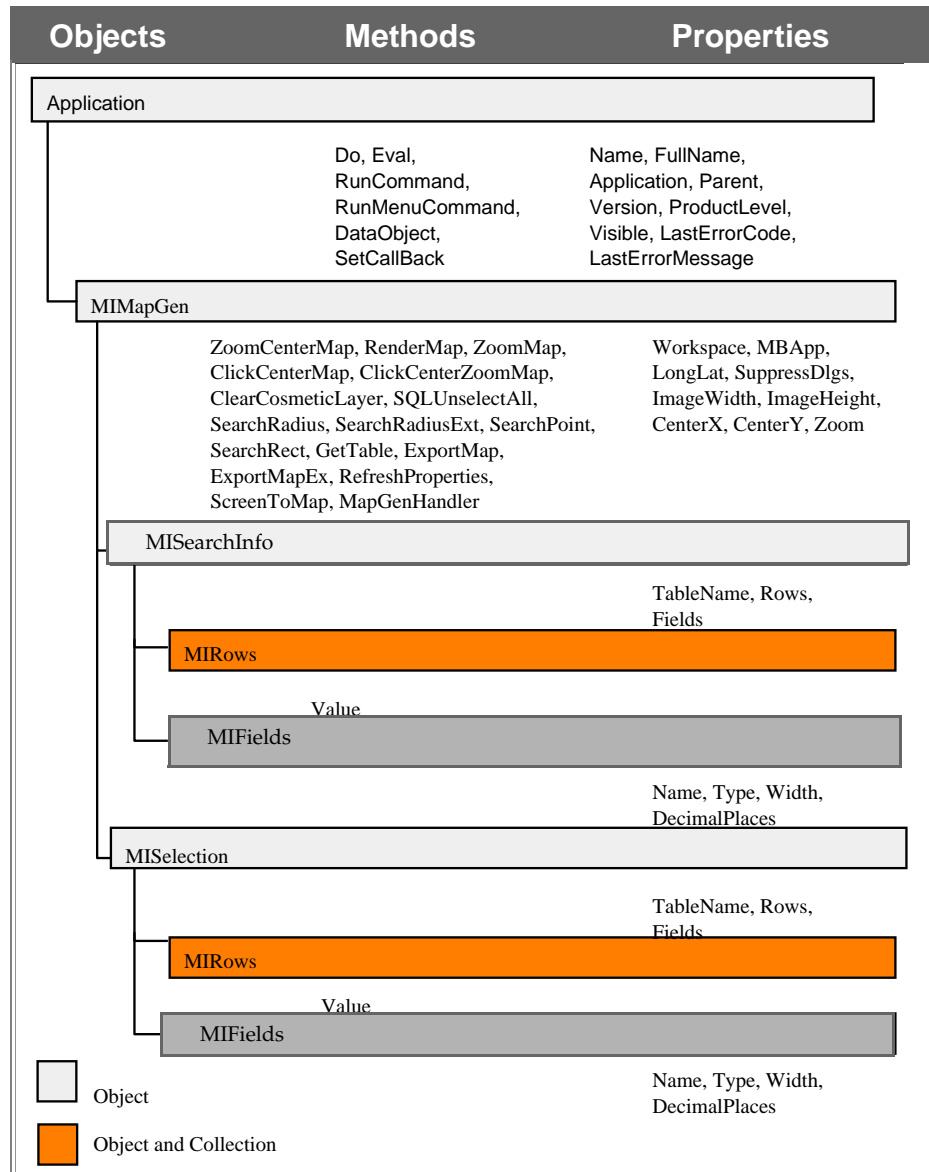 Objects Methods Properties
Application
Do, Eval,
RunCommand,
RunMenuCommand,
DataObject,
SetCallBack
Name, FullName,
Application, Parent,
Version, ProductLevel,
Visible, LastErrorCode,
LastErrorMessage
MIMapGen
ZoomCenterMap, RenderMap, ZoomMap,
ClickCenterMap, ClickCenterZoomMap,
ClearCosmeticLayer, SQLUnselectAll,
SearchRadius, SearchRadiusExt, SearchPoint,
SearchRect, GetTable, ExportMap,
ExportMapEx, RefreshProperties,
ScreenToMap, MapGenHandler
Workspace, MBApp,
LongLat, SuppressDlgs,
ImageWidth, ImageHeight,
CenterX, CenterY, Zoom
MISearchInfo
TableName, Rows,
Fields
MIRows
Value
MIFields
Name, Type, Width,
DecimalPlaces
MISelection
TableName, Rows,
Fields
MIRows
Value
MIFields
Name, Type, Width,
DecimalPlaces
Object
Object and Collection